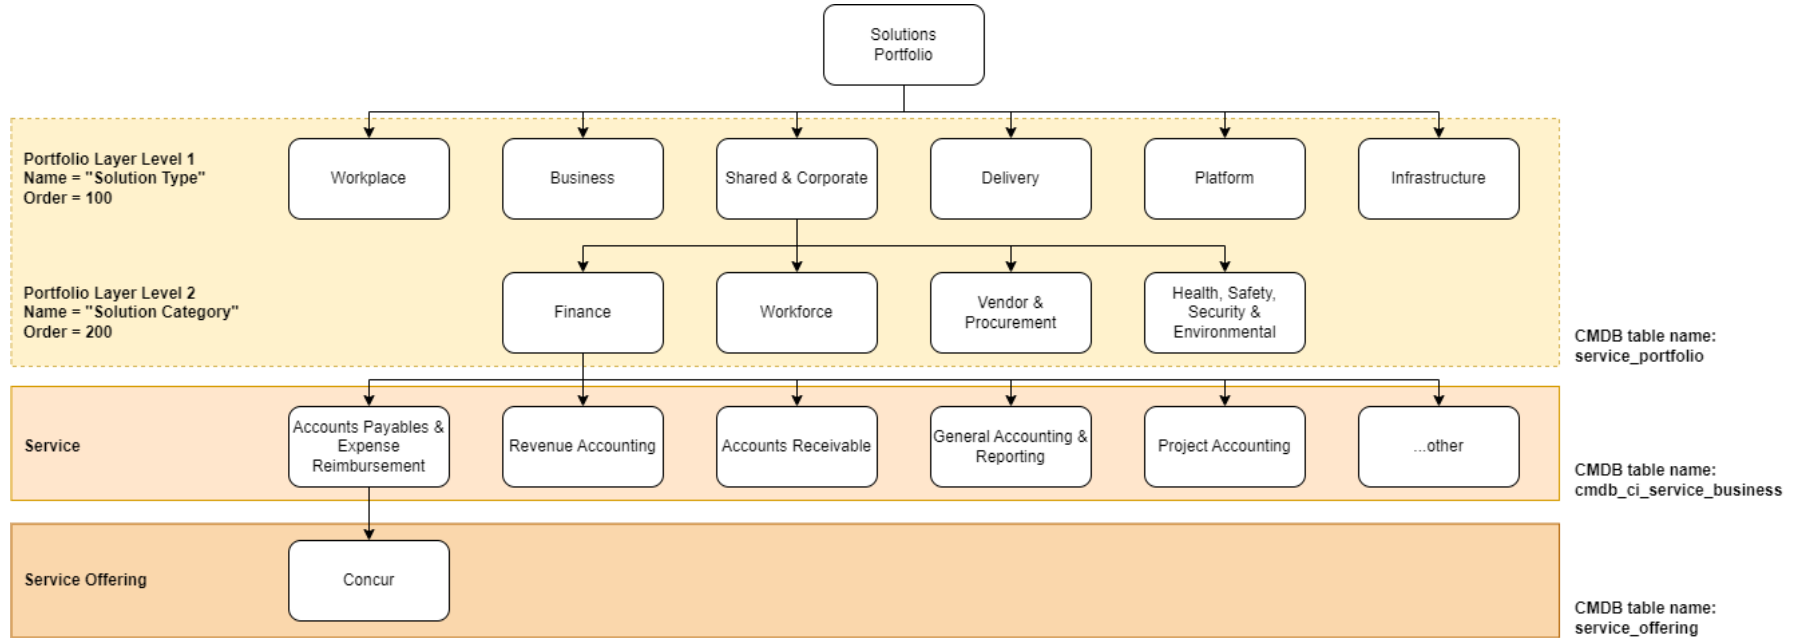 Solutions
Portfolio
Portfolio Layer Level 1
Name = "Solution Type"
Order = 100
Workplace
Business
Shared & Corporate
Delivery
Platform
Infrastructure
Portfolio Layer Level 2
Name = "Solution Category"
Order = 200
Finance
Workforce
Vendor &
Procurement
Health, Safety,
Security &
Environmental
CMDB table name:
service_portfolio
Service
Accounts Payables &
Expense
Reimbursement
Revenue Accounting
Accounts Receivable
General Accounting &
Reporting
Project Accounting
...other
CMDB table name:
cmdb_ci_service_business
Service Offering
Concur
CMDB table name:
service_offering